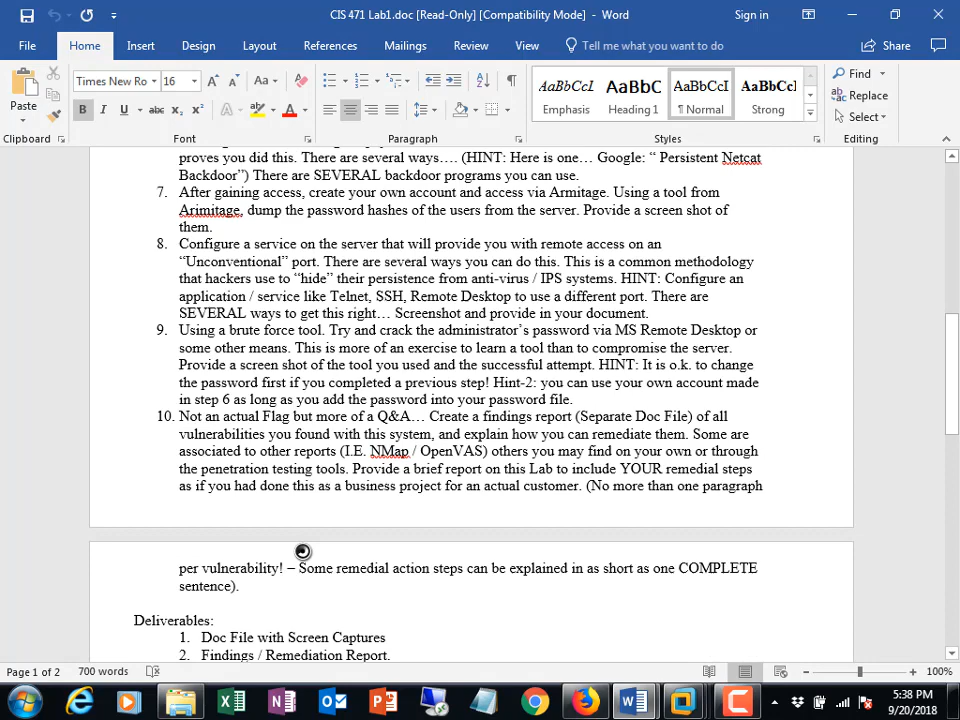 CIS 471 Lab1.doc [Read-Only] [Compatibility Mode] - Word
Sign in
File Home Insert Design Layout References Mailings Review View Tell me what you want to do Share
Times New Ro 16 Aa
Paste
B I U abc x₂ x² A A
AaBbCcI AaBbC AaBbCcI AaBbCc
Emphasis Heading 1 ¶ Normal Strong
Find
Replace
Select
Clipboard Font Paragraph Styles Editing
proves you did this. There are several ways…. (HINT: Here is one… Google: “ Persistent Netcat
Backdoor”) There are SEVERAL backdoor programs you can use.
7. After gaining access, create your own account and access via Armitage. Using a tool from
Arimitage, dump the password hashes of the users from the server. Provide a screen shot of
them.
8. Configure a service on the server that will provide you with remote access on an
“Unconventional” port. There are several ways you can do this. This is a common methodology
that hackers use to “hide” their persistence from anti-virus / IPS systems. HINT: Configure an
application / service like Telnet, SSH, Remote Desktop to use a different port. There are
SEVERAL ways to get this right… Screenshot and provide in your document.
9. Using a brute force tool. Try and crack the administrator’s password via MS Remote Desktop or
some other means. This is more of an exercise to learn a tool than to compromise the server.
Provide a screen shot of the tool you used and the successful attempt. HINT: It is o.k. to change
the password first if you completed a previous step! Hint-2: you can use your own account made
in step 6 as long as you add the password into your password file.
10. Not an actual Flag but more of a Q&A… Create a findings report (Separate Doc File) of all
vulnerabilities you found with this system, and explain how you can remediate them. Some are
associated to other reports (I.E. NMap / OpenVAS) others you may find on your own or through
the penetration testing tools. Provide a brief report on this Lab to include YOUR remedial steps
as if you had done this as a business project for an actual customer. (No more than one paragraph
per vulnerability! – Some remedial action steps can be explained in as short as one COMPLETE
sentence).
Deliverables:
1. Doc File with Screen Captures
2. Findings / Remediation Report.
Page 1 of 2 700 words 100%
5:38 PM
9/20/2018